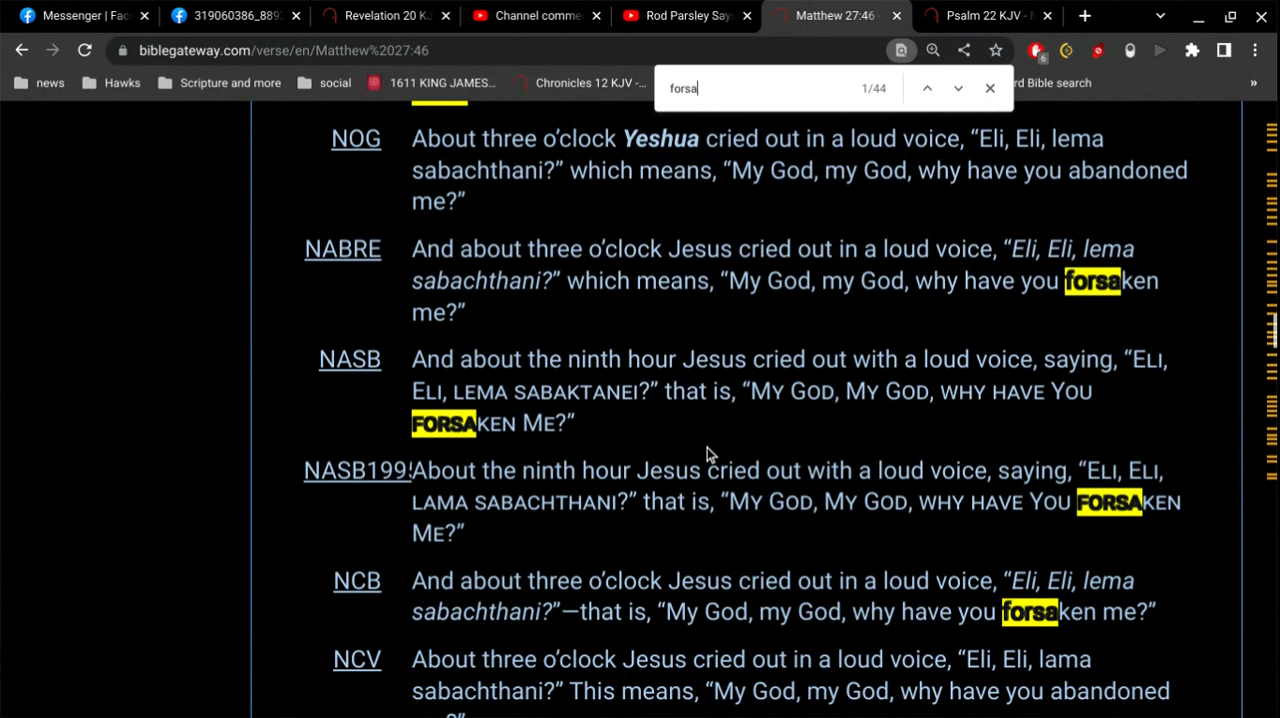 Messenger | Fac
319060386_889
Revelation 20 KJ
Channel comme
Rod Parsley Say
Matthew 27:46
Psalm 22 KJV -
biblegateway.com/verse/en/Matthew%2027:46
6
news
Hawks
Scripture and more
social
1611 KING JAMES...
Chronicles 12 KJV -...
rd Bible search
»
forsa
1/44
NOG
About three o’clock Yeshua cried out in a loud voice, “Eli, Eli, lema
sabachthani?” which means, “My God, my God, why have you abandoned
me?”
NABRE
And about three o’clock Jesus cried out in a loud voice, “Eli, Eli, lema
sabachthani?” which means, “My God, my God, why have you forsaken
me?”
NASB
And about the ninth hour Jesus cried out with a loud voice, saying, “ELI,
ELI, LEMA SABAKTANEI?” that is, “MY GOD, MY GOD, WHY HAVE YOU
FORSAKEN ME?”
NASB199
About the ninth hour Jesus cried out with a loud voice, saying, “ELI, ELI,
LAMA SABACHTHANI?” that is, “MY GOD, MY GOD, WHY HAVE YOU FORSAKEN
ME?”
NCB
And about three o’clock Jesus cried out in a loud voice, “Eli, Eli, lema
sabachthani?”—that is, “My God, my God, why have you forsaken me?”
NCV
About three o’clock Jesus cried out in a loud voice, “Eli, Eli, lama
sabachthani?” This means, “My God, my God, why have you abandoned